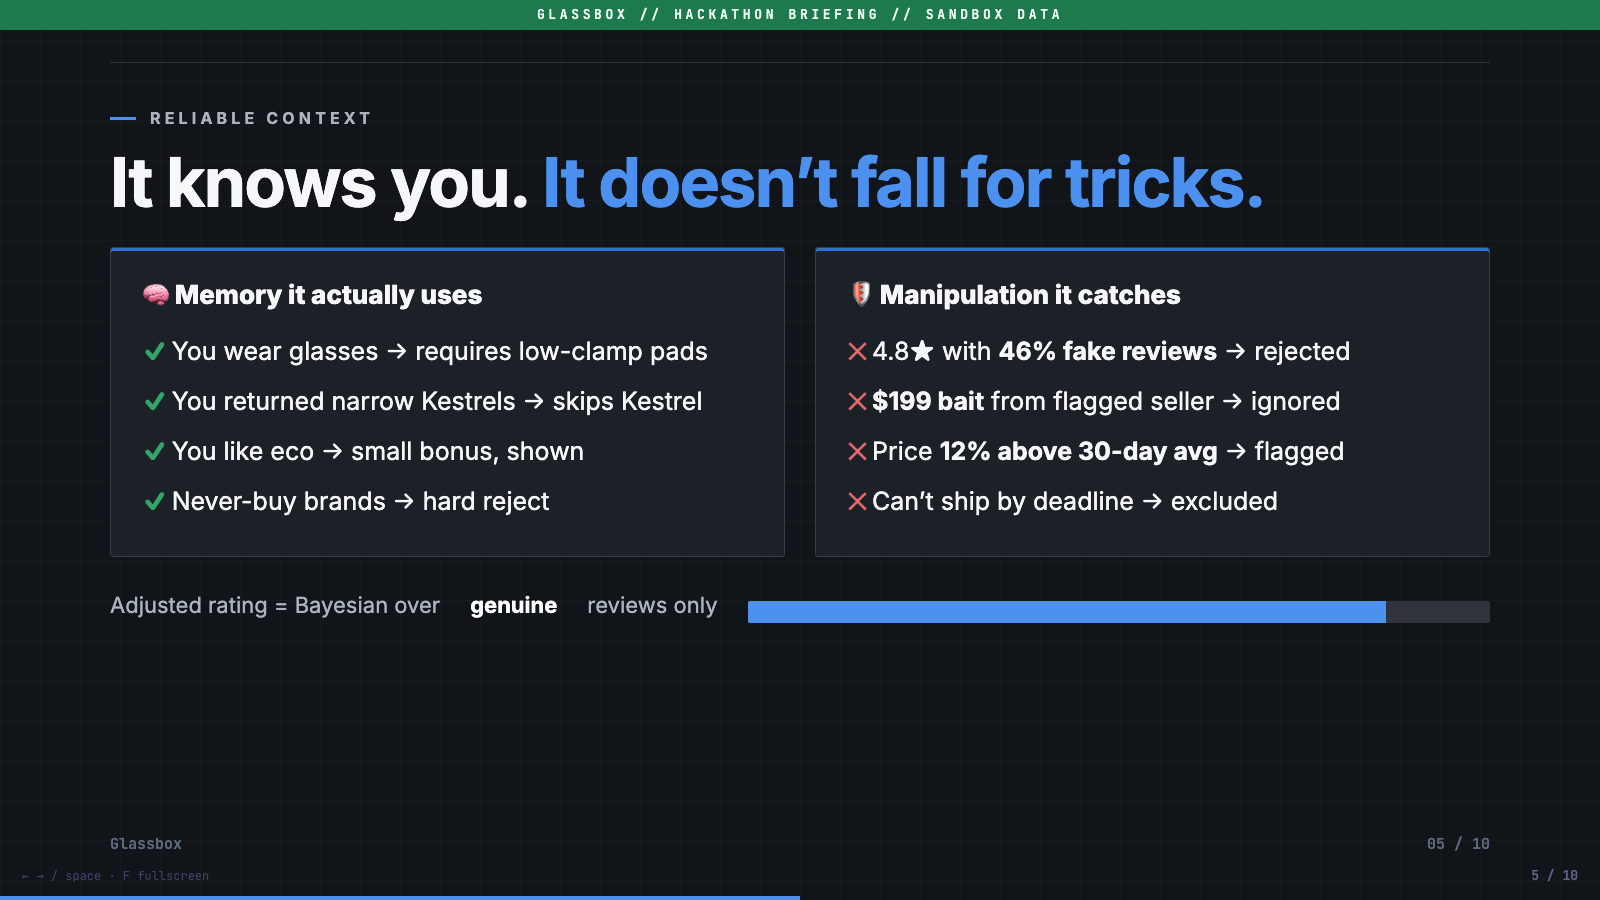 GLASSBOX // HACKATHON BRIEFING // SANDBOX DATA
RELIABLE CONTEXT
It knows you. It doesn’t fall for tricks.
🧠 Memory it actually uses
✔ You wear glasses → requires low-clamp pads
✔ You returned narrow Kestrels → skips Kestrel
✔ You like eco → small bonus, shown
✔ Never-buy brands → hard reject
🛡 Manipulation it catches
✕ 4.8★ with 46% fake reviews → rejected
✕ $199 bait from flagged seller → ignored
✕ Price 12% above 30-day avg → flagged
✕ Can’t ship by deadline → excluded
Adjusted rating = Bayesian over genuine reviews only
Glassbox
05 / 10
← → / space · F fullscreen
5 / 10